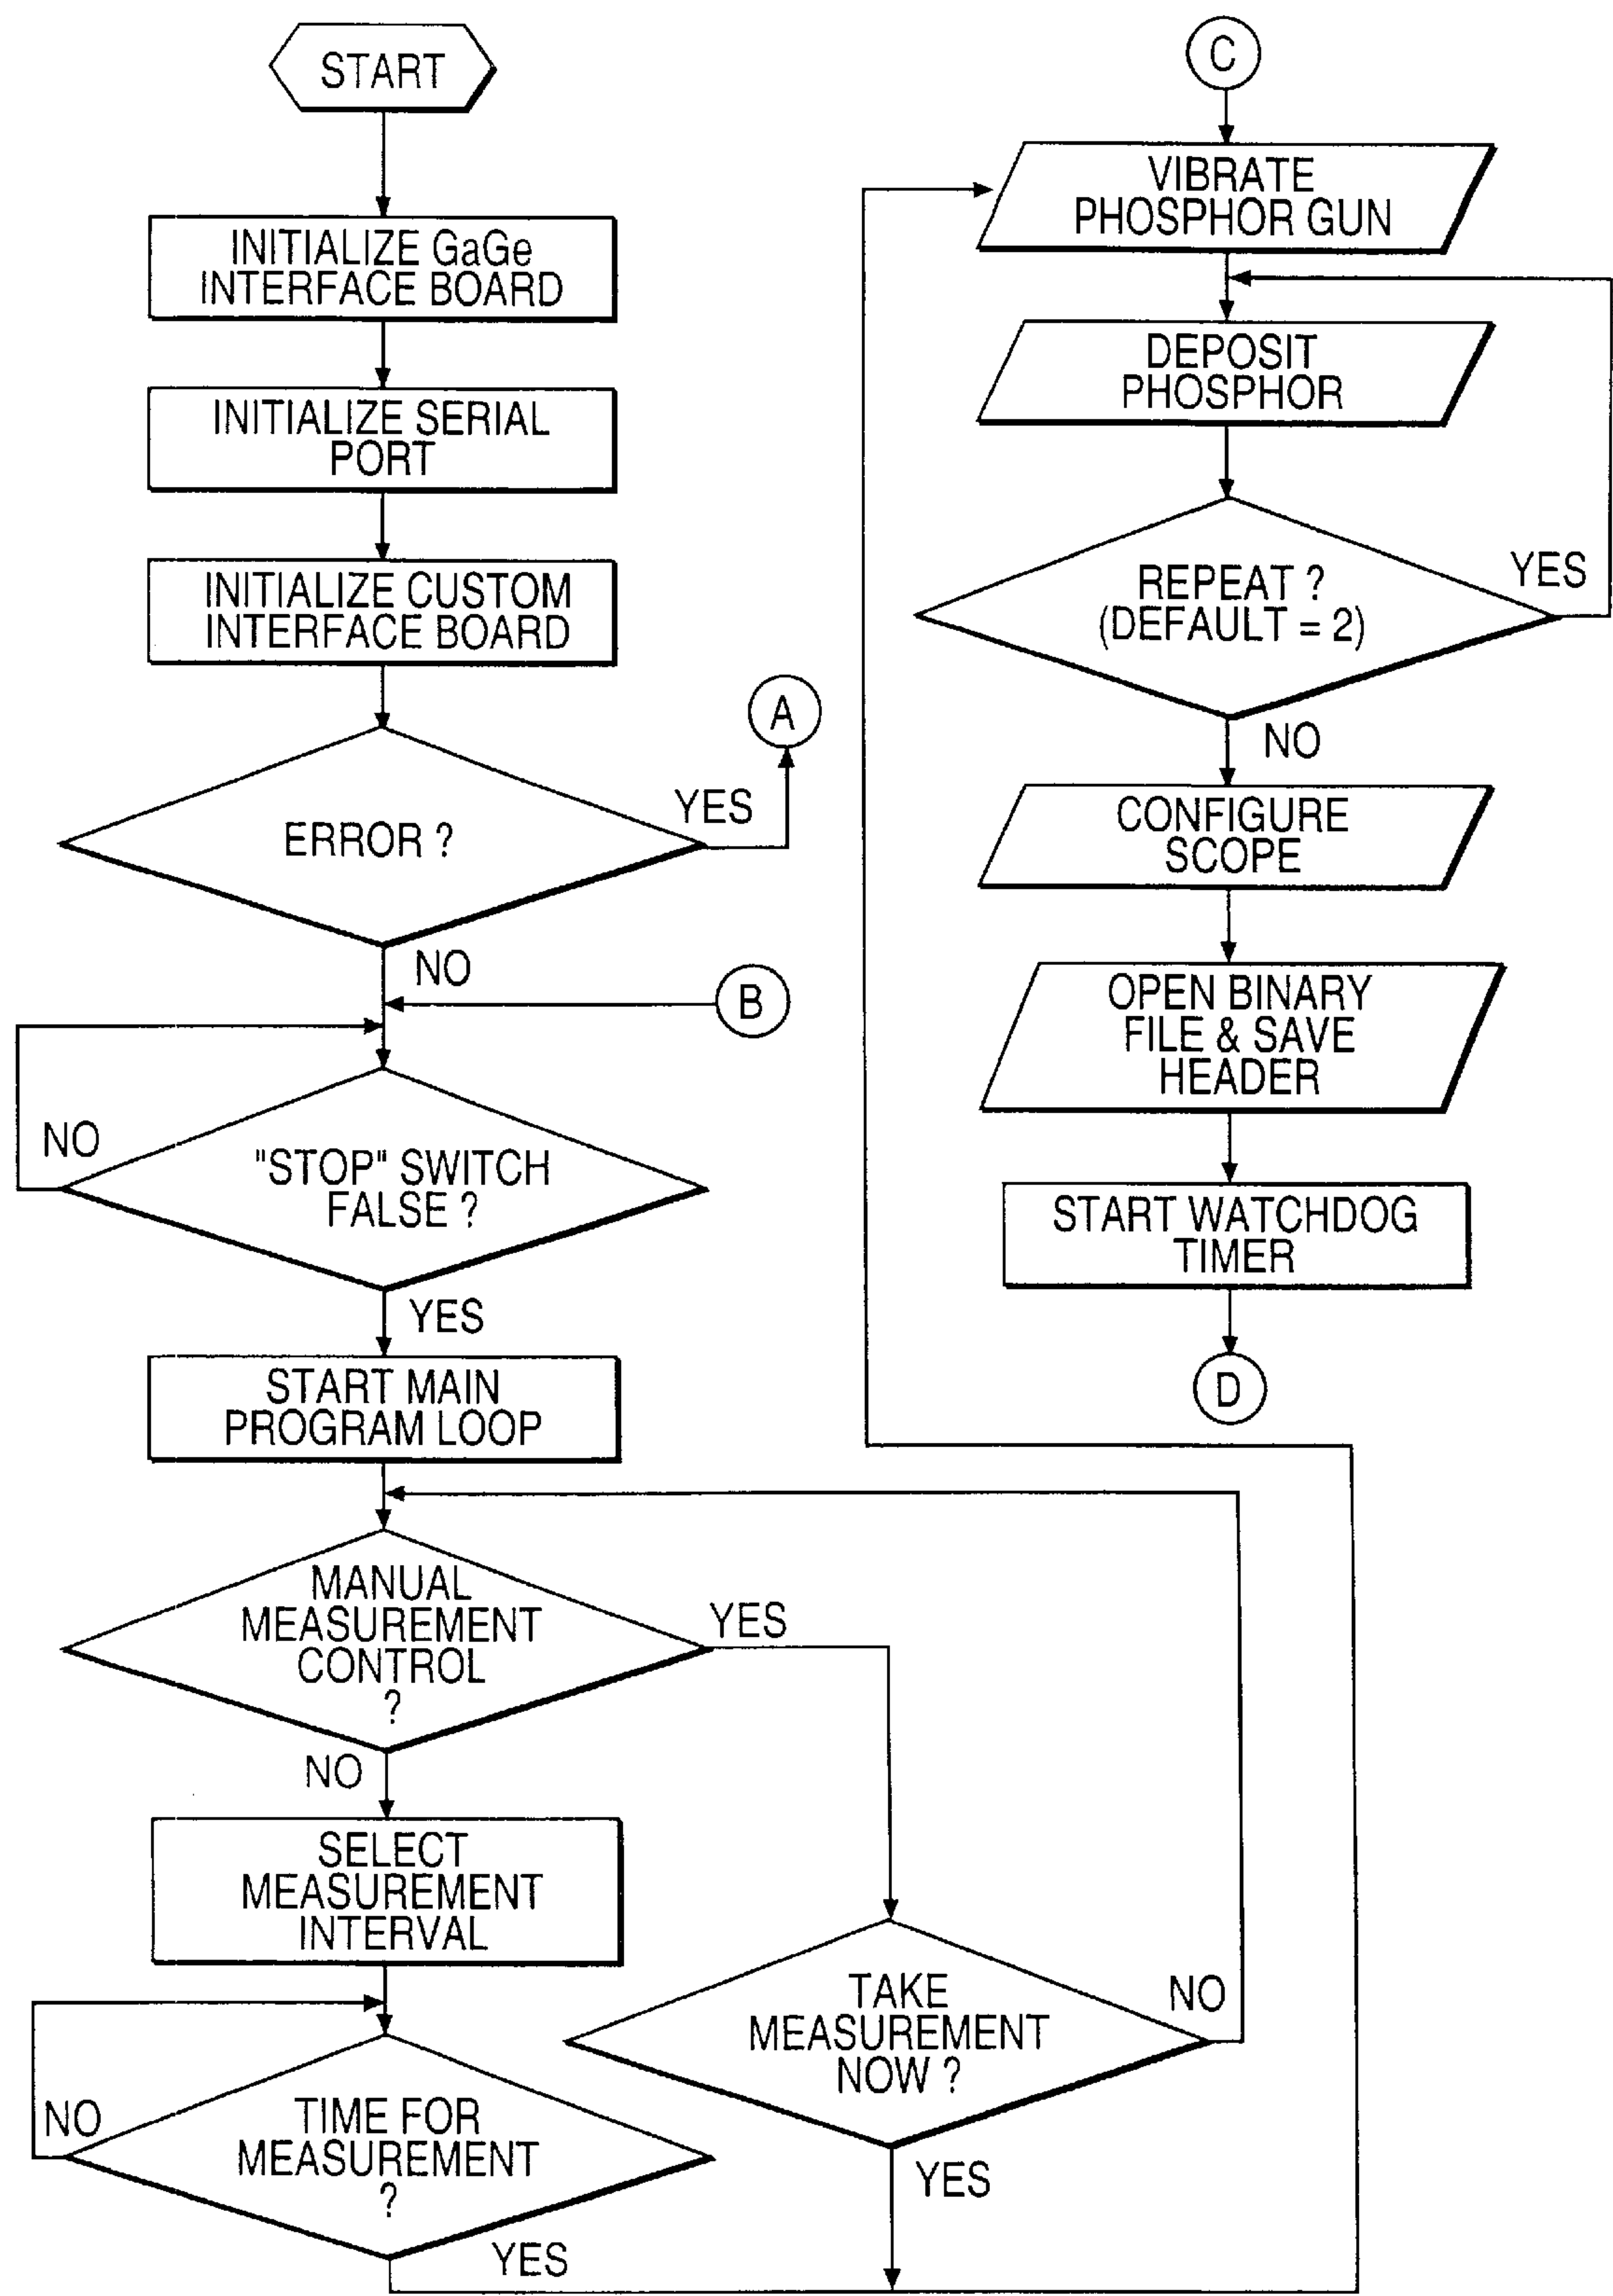 START
INITIALIZE GaGe
INTERFACE BOARD
INITIALIZE SERIAL
PORT
INITIALIZE CUSTOM
INTERFACE BOARD
ERROR ?
YES
A
NO
B
"STOP" SWITCH
FALSE ?
NO
YES
START MAIN
PROGRAM LOOP
MANUAL
MEASUREMENT
CONTROL
?
YES
NO
SELECT
MEASUREMENT
INTERVAL
TIME FOR
MEASUREMENT
?
NO
YES
TAKE
MEASUREMENT
NOW ?
NO
YES
C
VIBRATE
PHOSPHOR GUN
DEPOSIT
PHOSPHOR
REPEAT ?
(DEFAULT = 2)
YES
NO
CONFIGURE
SCOPE
OPEN BINARY
FILE & SAVE
HEADER
START WATCHDOG
TIMER
D